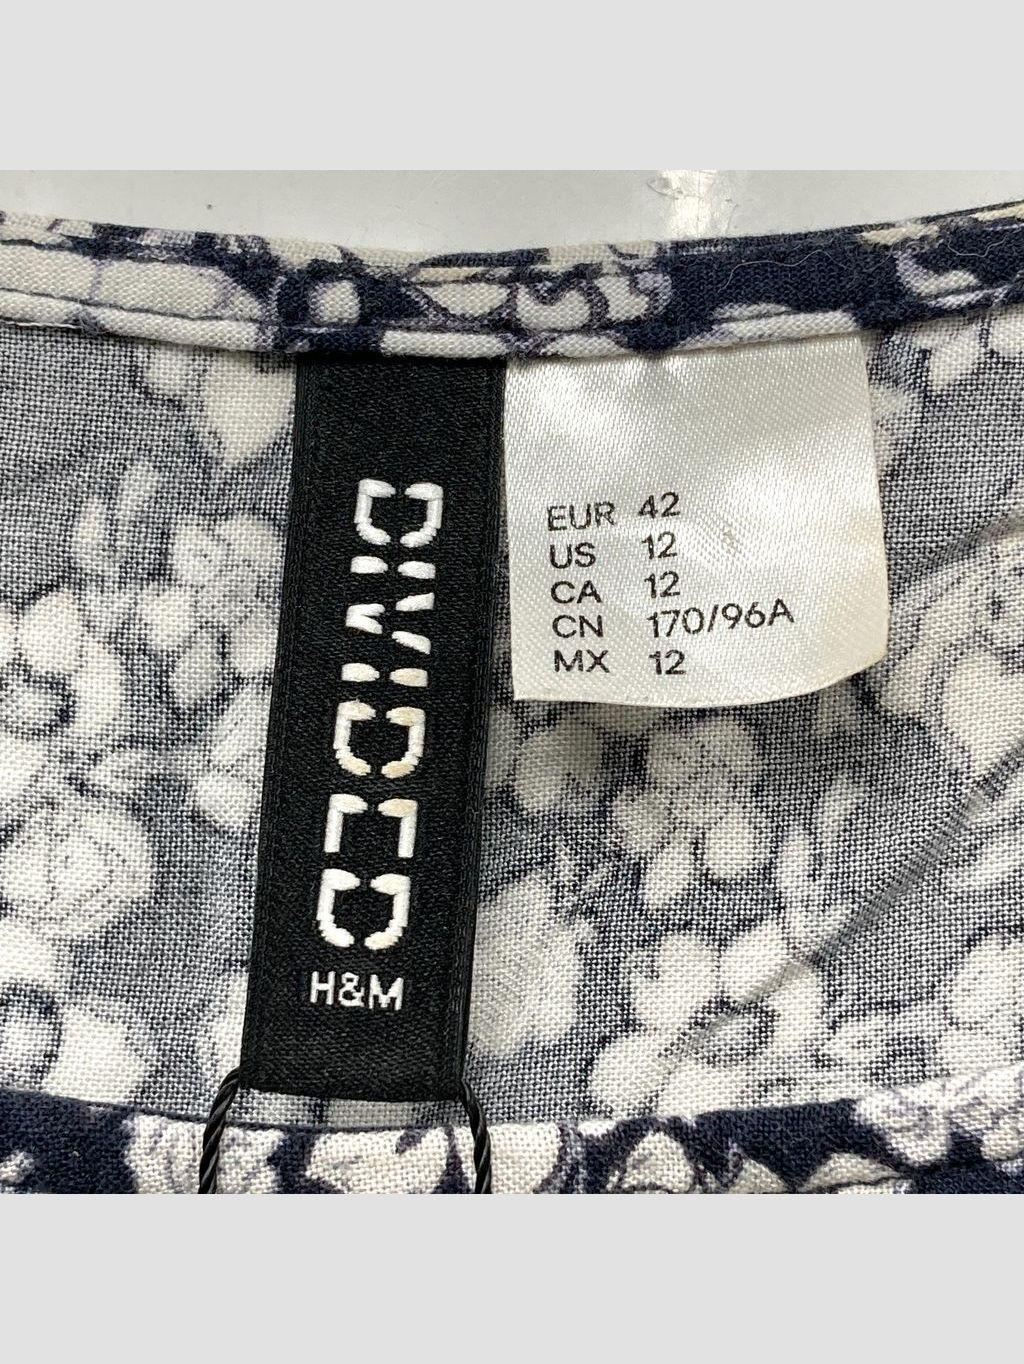 DIVIDED
H&M
EUR 42
US 12
CA 12
CN 170/96A
MX 12